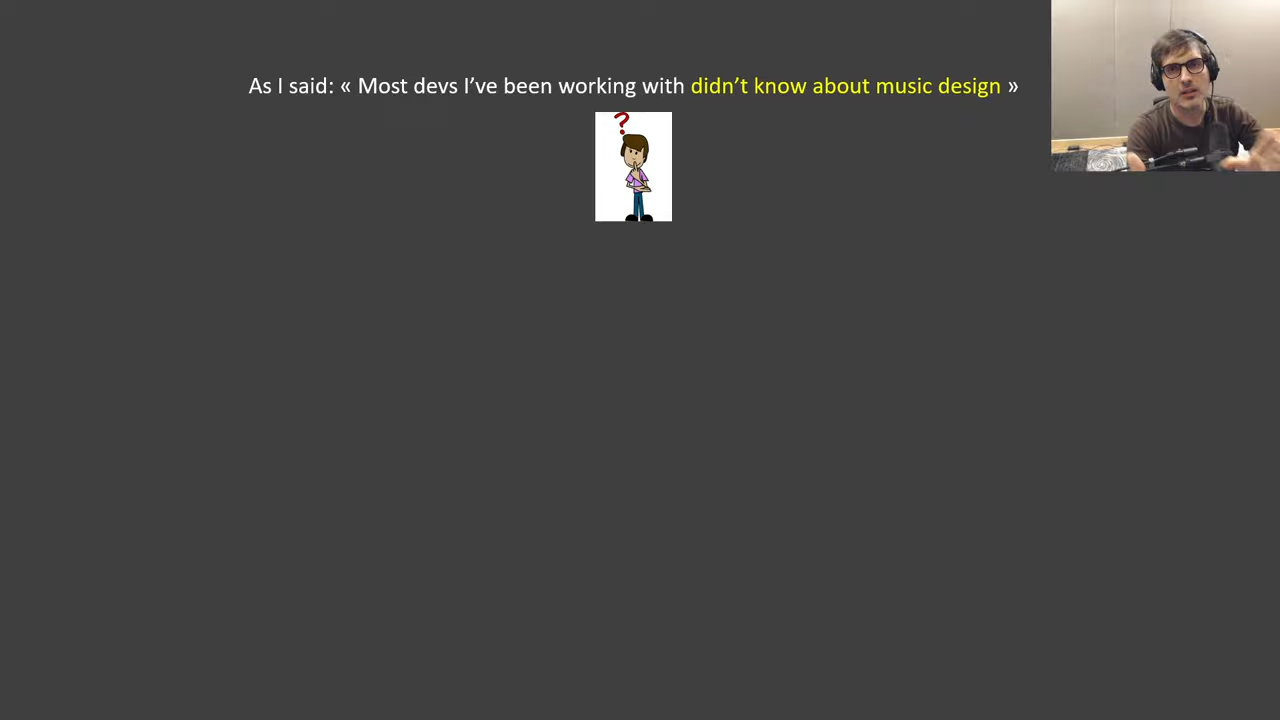 As I said: « Most devs I’ve been working with didn’t know about music design »
?